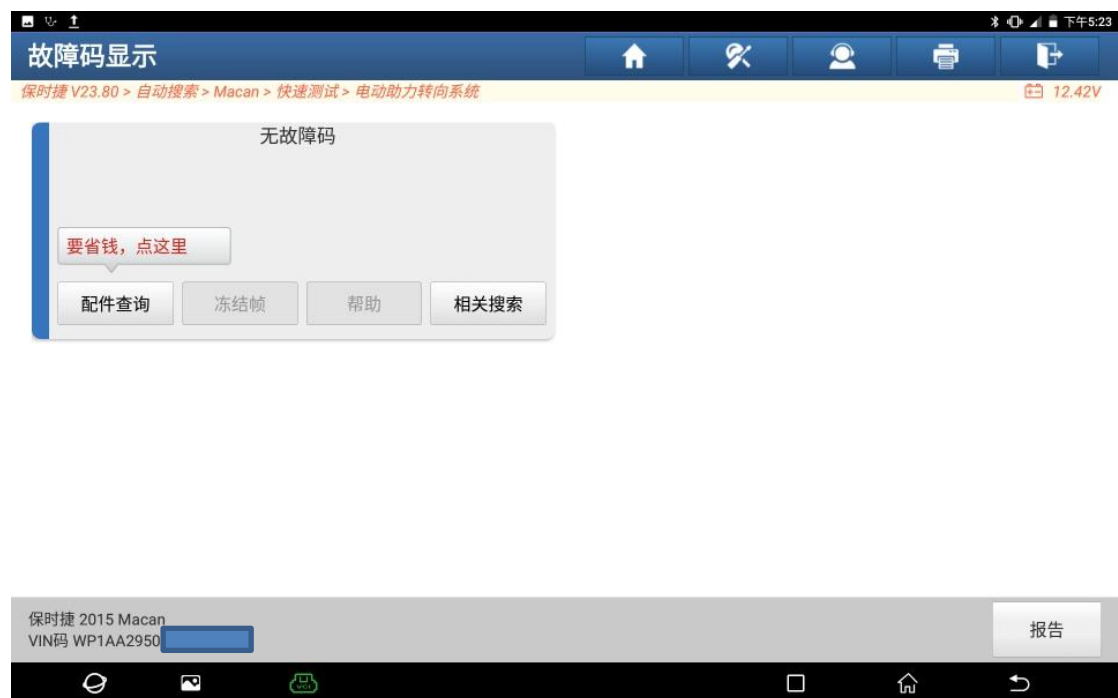 下午5:23
故障码显示
保时捷 V23.80 > 自动搜索 > Macan > 快速测试 > 电动助力转向系统
12.42V
无故障码
要省钱，点这里
配件查询
冻结帧
帮助
相关搜索
保时捷 2015 Macan
VIN码 WP1AA2950
报告
VCI